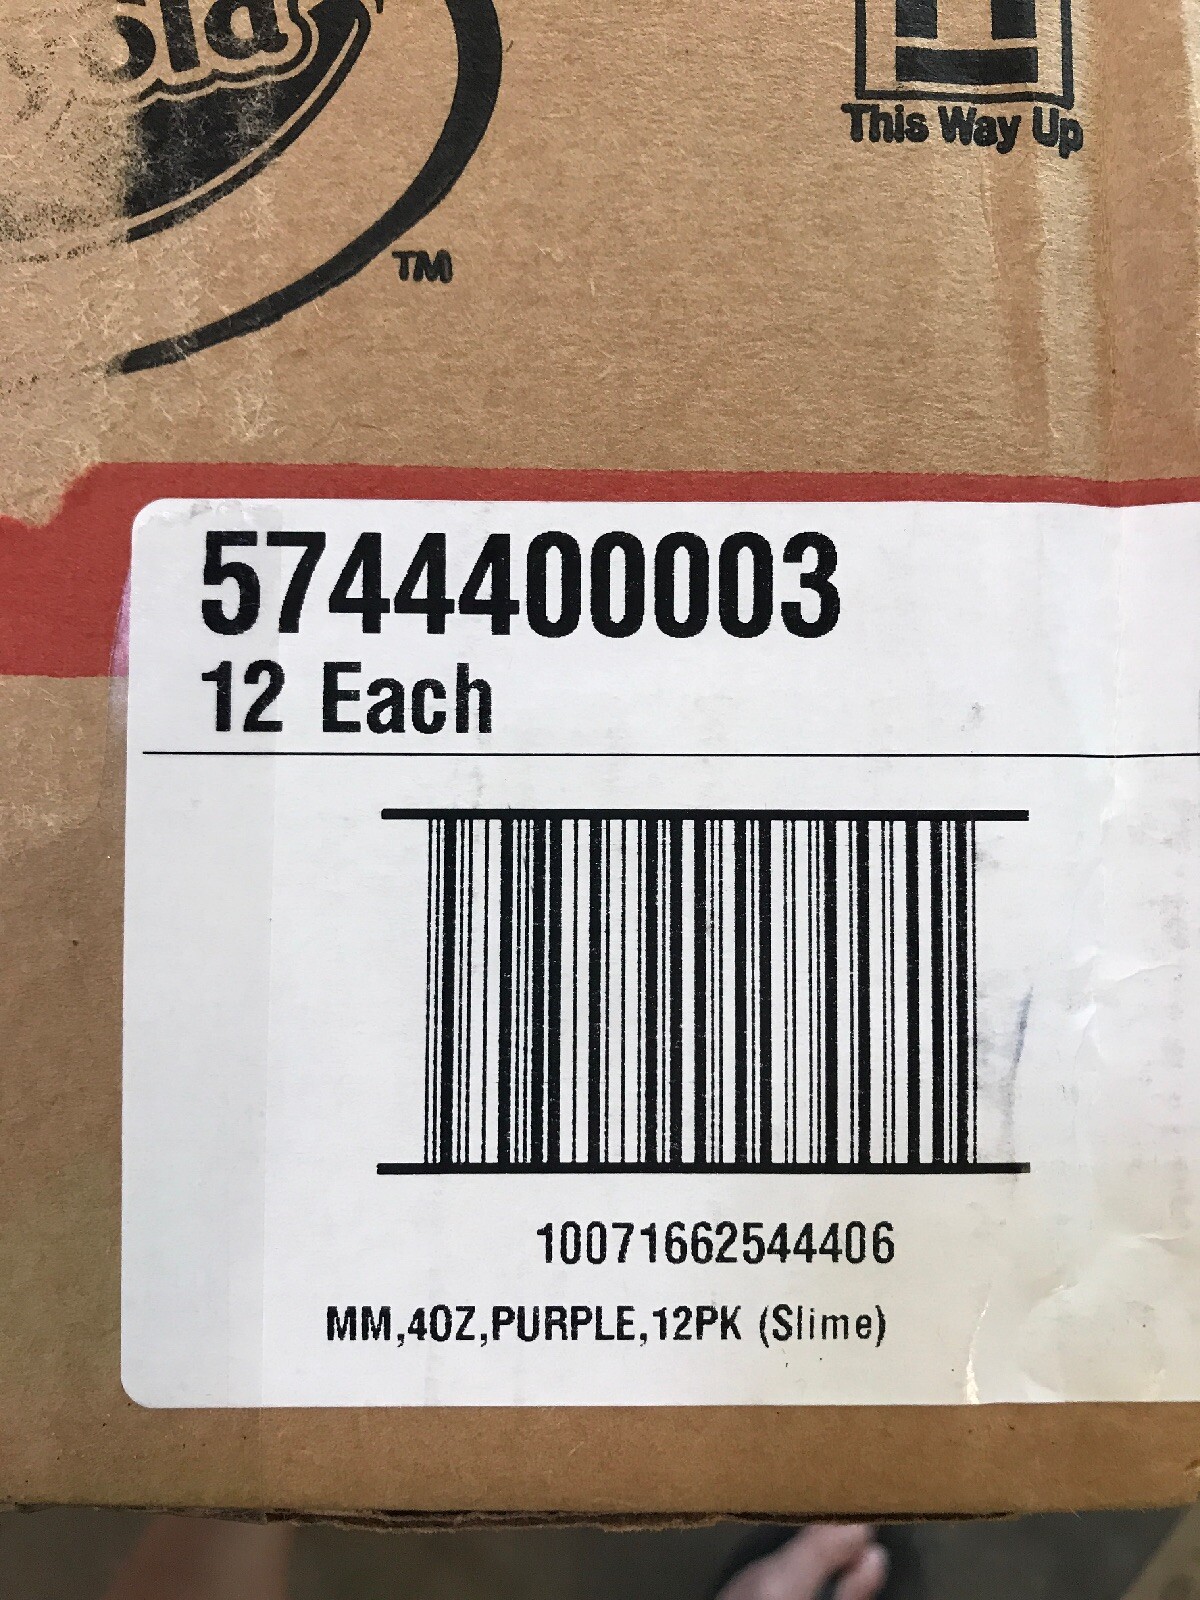 This Way Up
TM
5744400003
12 Each
10071662544406
MM,4OZ,PURPLE,12PK (Slime)